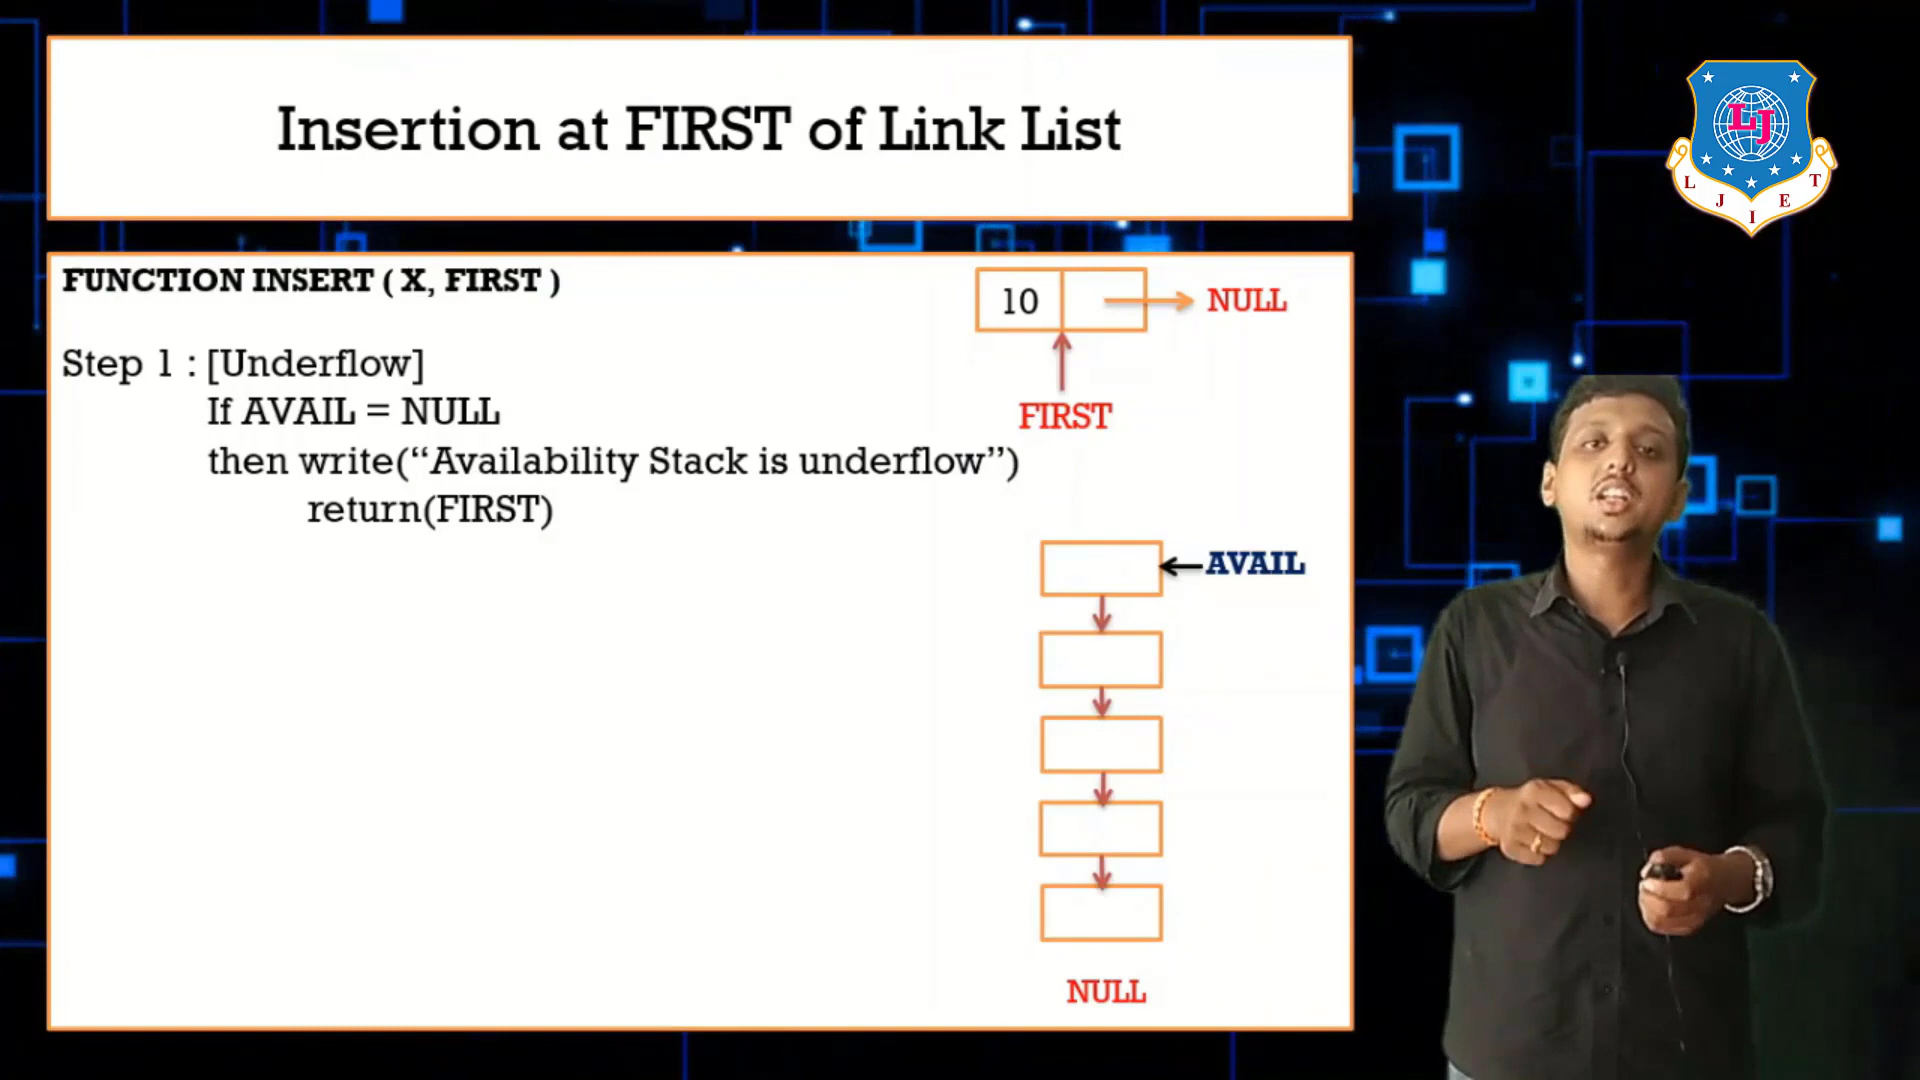 Insertion at FIRST of Link List
LJ
L J I E T
FUNCTION INSERT ( X, FIRST )
10
NULL
Step 1 : [Underflow]
If AVAIL = NULL
FIRST
then write(“Availability Stack is underflow”)
return(FIRST)
AVAIL
NULL